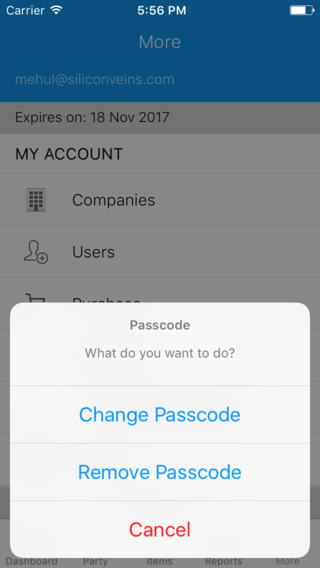 Carrier 5:56 PM
More
mehul@siliconveins.com
Expires on: 18 Nov 2017
MY ACCOUNT
Companies
Users
Purchase
Passcode
What do you want to do?
Change Passcode
Remove Passcode
Cancel
Dashboard Party Items Reports More